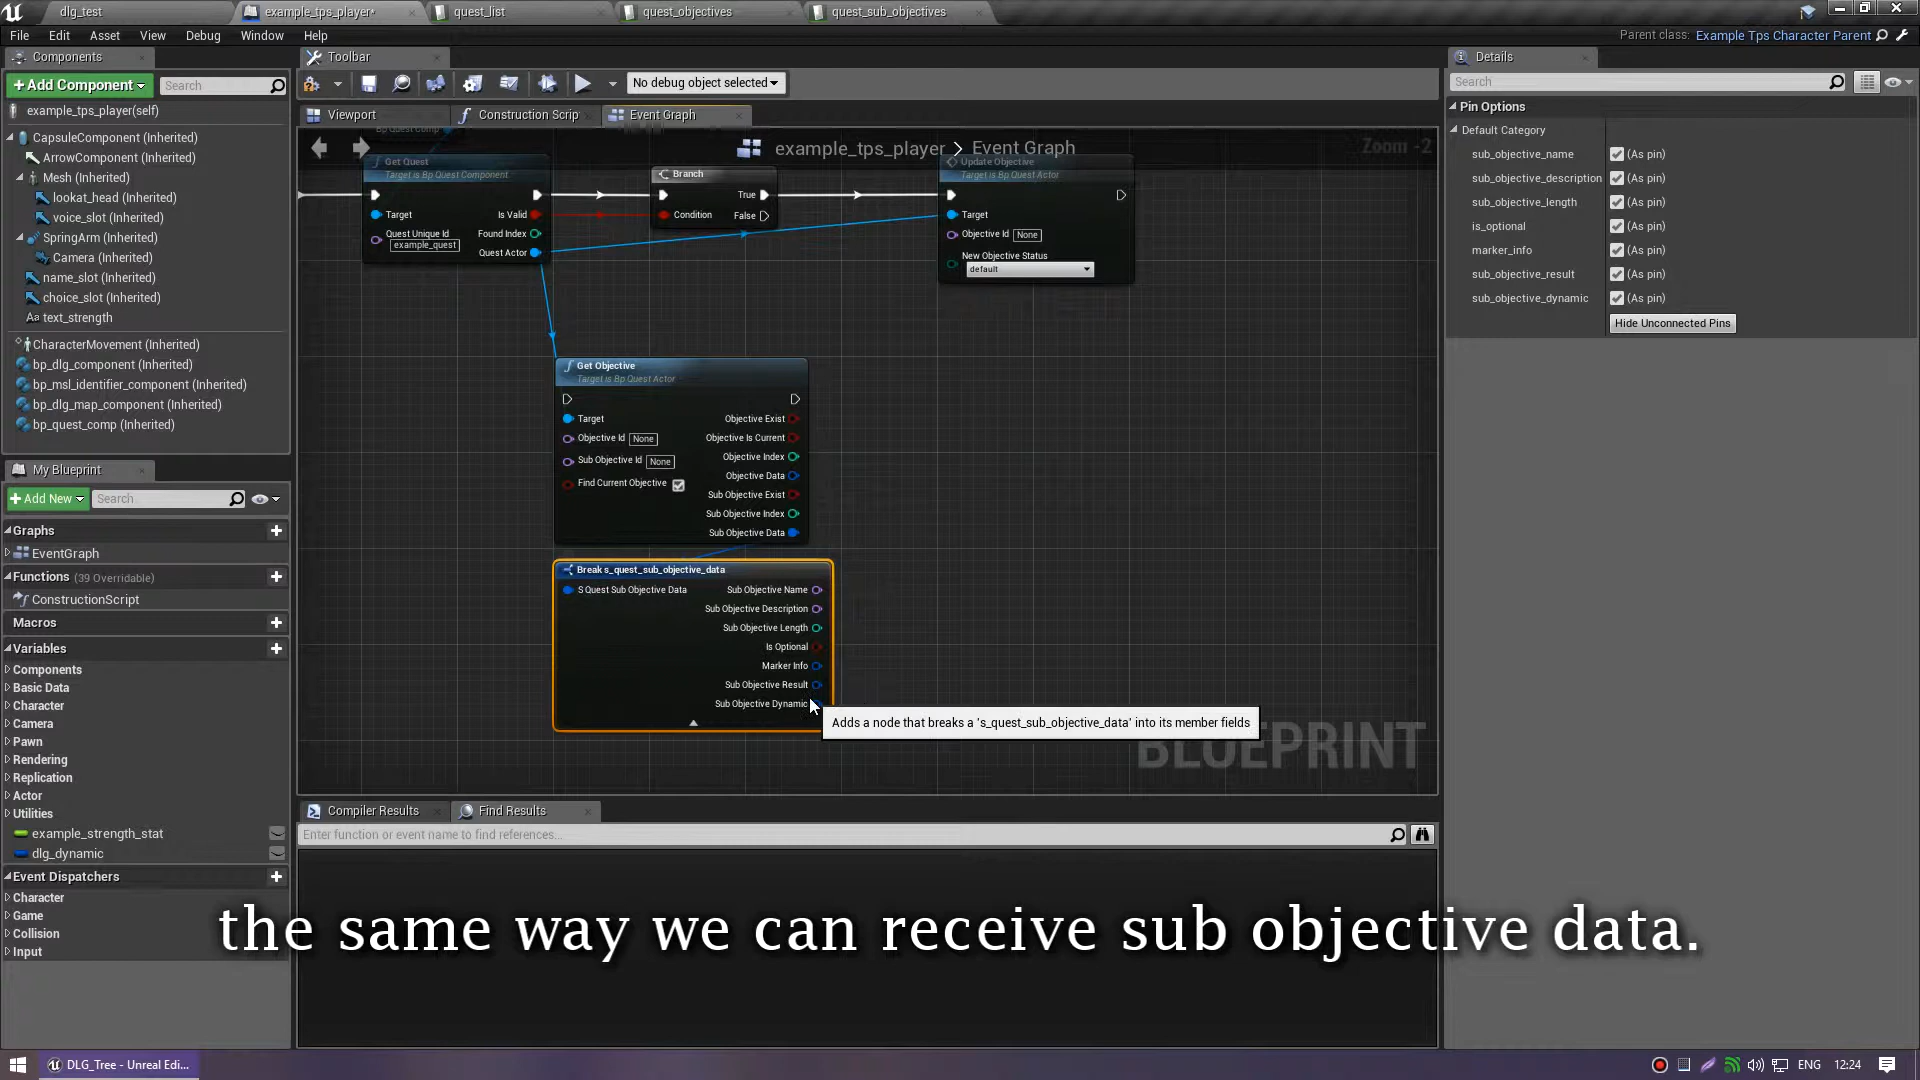 dlg_test
example_tps_player*
quest_list
quest_objectives
quest_sub_objectives
File Edit Asset View Debug Window Help
Parent class: Example Tps Character Parent
Components
Toolbar
Details
+Add Component
Search
No debug object selected
Search
example_tps_player(self)
Viewport
Construction Scrip
Event Graph
Pin Options
Default Category
CapsuleComponent (Inherited)
ArrowComponent (Inherited)
Mesh (Inherited)
lookat_head (Inherited)
voice_slot (Inherited)
SpringArm (Inherited)
Camera (Inherited)
name_slot (Inherited)
choice_slot (Inherited)
text_strength
CharacterMovement (Inherited)
bp_dlg_component (Inherited)
bp_msl_identifier_component (Inherited)
bp_dlg_map_component (Inherited)
bp_quest_comp (Inherited)
Bp Quest Comp
example_tps_player > Event Graph
Zoom -2
Get Quest
Target is Bp Quest Component
Target
Is Valid
Quest Unique Id
example_quest
Found Index
Quest Actor
Branch
True
Condition
False
Update Objective
Target is Bp Quest Actor
Target
Objective Id None
New Objective Status
default
sub_objective_name (As pin)
sub_objective_description (As pin)
sub_objective_length (As pin)
is_optional (As pin)
marker_info (As pin)
sub_objective_result (As pin)
sub_objective_dynamic (As pin)
Hide Unconnected Pins
Get Objective
Target is Bp Quest Actor
Target
Objective Exist
Objective Id None
Objective Is Current
Objective Index
Sub Objective Id None
Objective Data
Find Current Objective
Sub Objective Exist
Sub Objective Index
Sub Objective Data
Break s_quest_sub_objective_data
S Quest Sub Objective Data
Sub Objective Name
Sub Objective Description
Sub Objective Length
Is Optional
Marker Info
Sub Objective Result
Sub Objective Dynamic
Adds a node that breaks a 's_quest_sub_objective_data' into its member fields
BLUEPRINT
My Blueprint
+Add New
Search
Graphs
EventGraph
Functions (39 Overridable)
ConstructionScript
Macros
Variables
Components
Basic Data
Character
Camera
Pawn
Rendering
Replication
Actor
Utilities
example_strength_stat
dlg_dynamic
Event Dispatchers
Character
Game
Collision
Input
Compiler Results
Find Results
Enter function or event name to find references...
the same way we can receive sub objective data.
DLG_Tree - Unreal Edi...
ENG
12:24